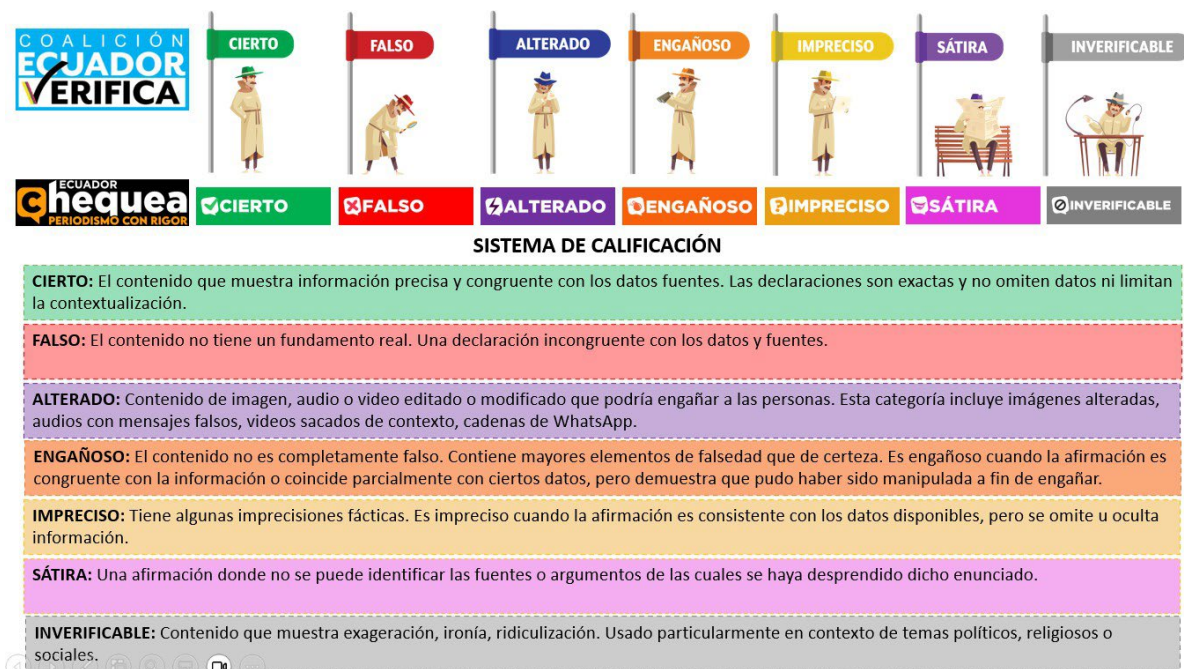 COALICIÓN
ECUADOR
VERIFICA
CIERTO
FALSO
ALTERADO
ENGAÑOSO
IMPRECISO
SÁTIRA
INVERIFICABLE
ECUADOR
chequea
PERIODISMO CON RIGOR
CIERTO
FALSO
ALTERADO
ENGAÑOSO
IMPRECISO
SÁTIRA
INVERIFICABLE
SISTEMA DE CALIFICACIÓN
CIERTO: El contenido que muestra información precisa y congruente con los datos fuentes. Las declaraciones son exactas y no omiten datos ni limitan
la contextualización.
FALSO: El contenido no tiene un fundamento real. Una declaración incongruente con los datos y fuentes.
ALTERADO: Contenido de imagen, audio o video editado o modificado que podría engañar a las personas. Esta categoría incluye imágenes alteradas,
audios con mensajes falsos, videos sacados de contexto, cadenas de WhatsApp.
ENGAÑOSO: El contenido no es completamente falso. Contiene mayores elementos de falsedad que de certeza. Es engañoso cuando la afirmación es
congruente con la información o coincide parcialmente con ciertos datos, pero demuestra que pudo haber sido manipulada a fin de engañar.
IMPRECISO: Tiene algunas imprecisiones fácticas. Es impreciso cuando la afirmación es consistente con los datos disponibles, pero se omite u oculta
información.
SÁTIRA: Una afirmación donde no se puede identificar las fuentes o argumentos de las cuales se haya desprendido dicho enunciado.
INVERIFICABLE: Contenido que muestra exageración, ironía, ridiculización. Usado particularmente en contexto de temas políticos, religiosos o
sociales.